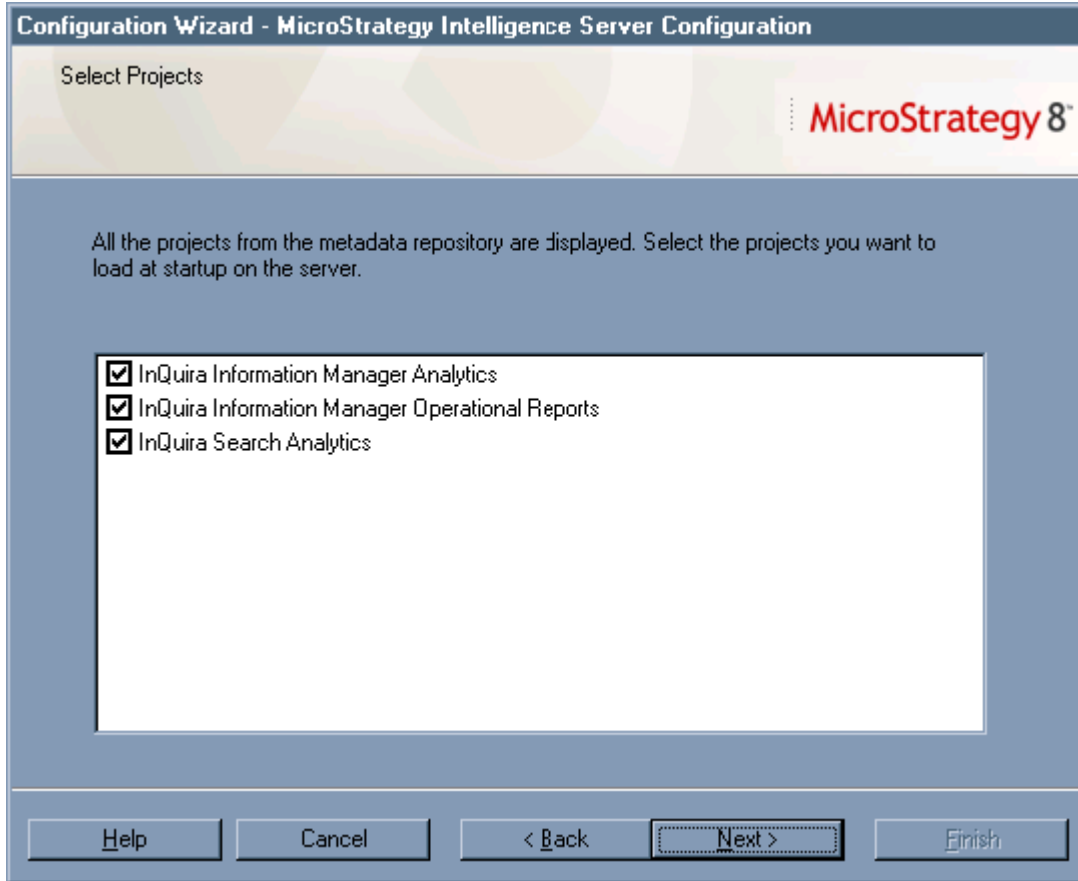 Configuration Wizard - MicroStrategy Intelligence Server Configuration
Select Projects
MicroStrategy 8™
All the projects from the metadata repository are displayed. Select the projects you want to
load at startup on the server.
InQuira Information Manager Analytics
InQuira Information Manager Operational Reports
InQuira Search Analytics
Help Cancel < Back Next > Finish